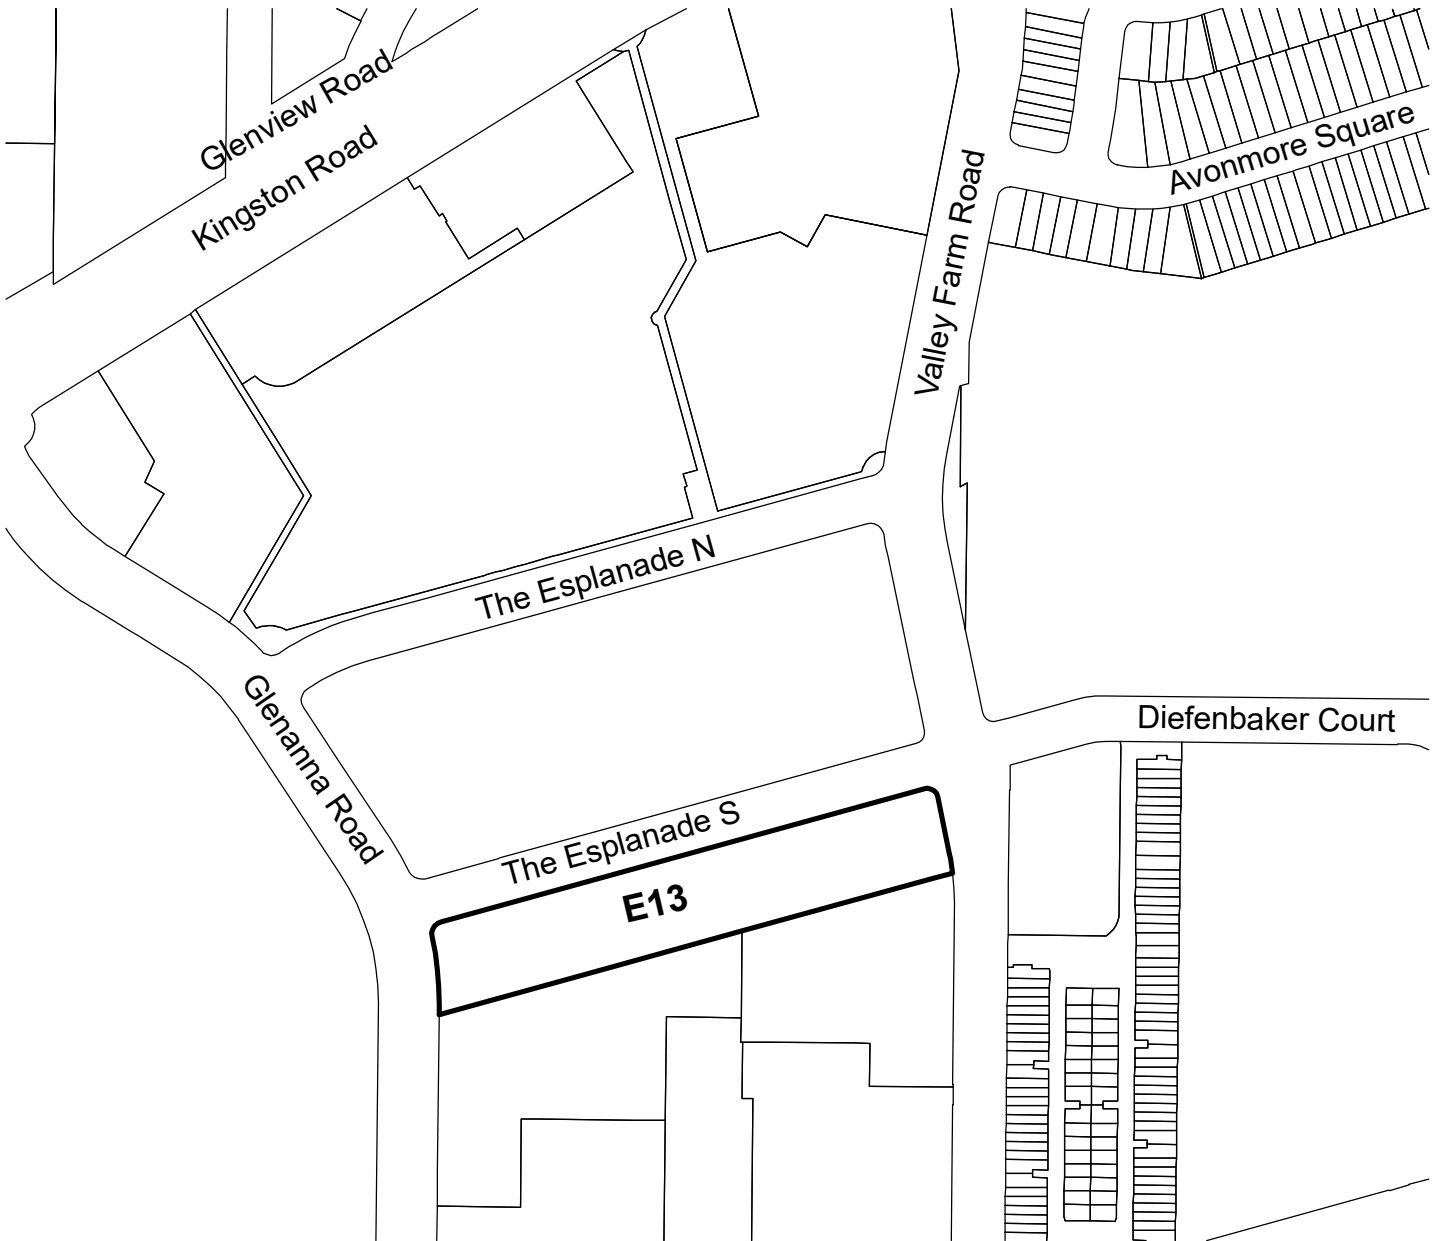 Glenview Road
Kingston Road
Avonmore Square
Valley Farm Road
The Esplanade N
Glenanna Road
Diefenbaker Court
The Esplanade S
E13